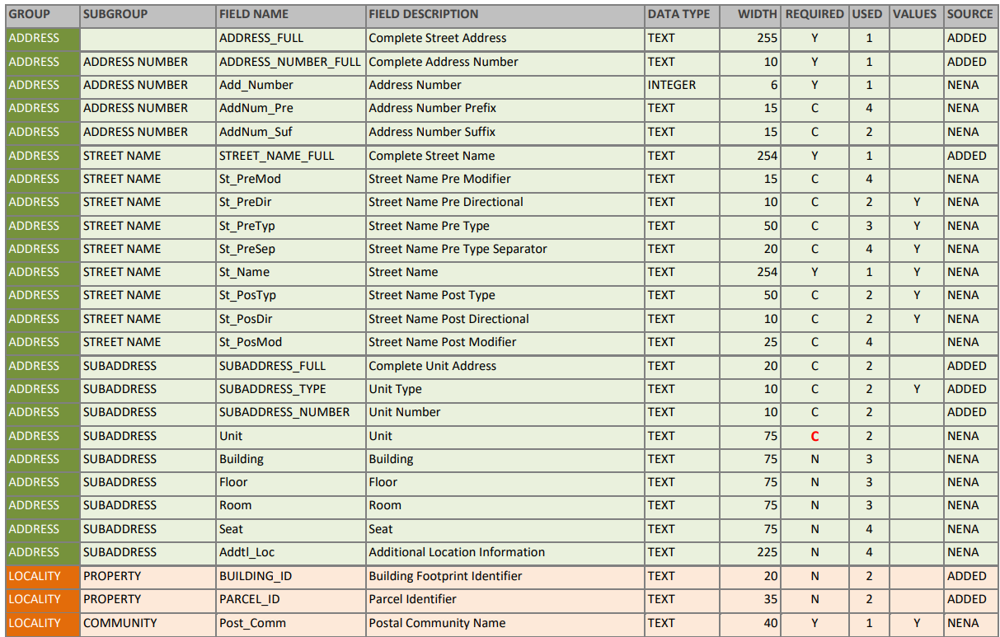 GROUP SUBGROUP FIELD NAME FIELD DESCRIPTION DATA TYPE WIDTH REQUIRED USED VALUES SOURCE
ADDRESS ADDRESS_FULL Complete Street Address TEXT 255 Y 1 ADDED
ADDRESS ADDRESS NUMBER ADDRESS_NUMBER_FULL Complete Address Number TEXT 10 Y 1 ADDED
ADDRESS ADDRESS NUMBER Add_Number Address Number INTEGER 6 Y 1 NENA
ADDRESS ADDRESS NUMBER AddNum_Pre Address Number Prefix TEXT 15 C 4 NENA
ADDRESS ADDRESS NUMBER AddNum_Suf Address Number Suffix TEXT 15 C 2 NENA
ADDRESS STREET NAME STREET_NAME_FULL Complete Street Name TEXT 254 Y 1 ADDED
ADDRESS STREET NAME St_PreMod Street Name Pre Modifier TEXT 15 C 4 NENA
ADDRESS STREET NAME St_PreDir Street Name Pre Directional TEXT 10 C 2 Y NENA
ADDRESS STREET NAME St_PreTyp Street Name Pre Type TEXT 50 C 3 Y NENA
ADDRESS STREET NAME St_PreSep Street Name Pre Type Separator TEXT 20 C 4 Y NENA
ADDRESS STREET NAME St_Name Street Name TEXT 254 Y 1 Y NENA
ADDRESS STREET NAME St_PosTyp Street Name Post Type TEXT 50 C 2 Y NENA
ADDRESS STREET NAME St_PosDir Street Name Post Directional TEXT 10 C 2 Y NENA
ADDRESS STREET NAME St_PosMod Street Name Post Modifier TEXT 25 C 4 NENA
ADDRESS SUBADDRESS SUBADDRESS_FULL Complete Unit Address TEXT 20 C 2 ADDED
ADDRESS SUBADDRESS SUBADDRESS_TYPE Unit Type TEXT 10 C 2 Y ADDED
ADDRESS SUBADDRESS SUBADDRESS_NUMBER Unit Number TEXT 10 C 2 ADDED
ADDRESS SUBADDRESS Unit Unit TEXT 75 C 2 NENA
ADDRESS SUBADDRESS Building Building TEXT 75 N 3 NENA
ADDRESS SUBADDRESS Floor Floor TEXT 75 N 3 NENA
ADDRESS SUBADDRESS Room Room TEXT 75 N 3 NENA
ADDRESS SUBADDRESS Seat Seat TEXT 75 N 4 NENA
ADDRESS SUBADDRESS Addtl_Loc Additional Location Information TEXT 225 N 4 NENA
LOCALITY PROPERTY BUILDING_ID Building Footprint Identifier TEXT 20 N 2 ADDED
LOCALITY PROPERTY PARCEL_ID Parcel Identifier TEXT 35 N 2 ADDED
LOCALITY COMMUNITY Post_Comm Postal Community Name TEXT 40 Y 1 Y NENA